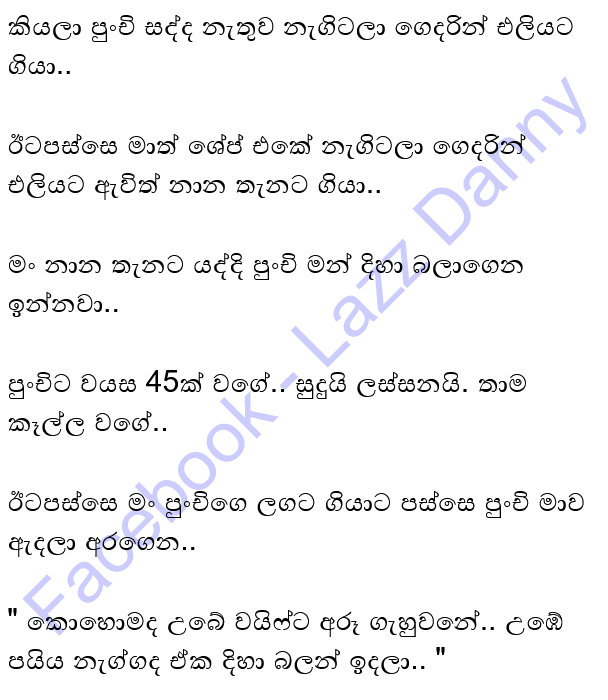 කියලා පුංචි සද්ද නැතුව නැගිටලා ගෙදරින් එලියට
ගියා..
ඊටපස්සෙ මාත් ශේප් එකේ නැගිටලා ගෙදරින්
එලියට ඇවිත් නාන තැනට ගියා..
මං නාන තැනට යද්දි පුංචි මන් දිහා බලාගෙන
ඉන්නවා..
පුංචිට වයස 45ක් වගේ.. සුදුයි ලස්සනයි. තාම
කෑල්ල වගේ..
ඊටපස්සෙ මං පුංචිගෙ ලගට ගියාට පස්සෙ පුංචි මාව
ඇදලා අරගෙන..
" කොහොමද උබේ වයිෆ්ට අරූ ගැහුවනේ.. උඹේ
පයිය නැග්ගද ඒක දිහා බලන් ඉදලා.. "
Facebook - Lazz Danny